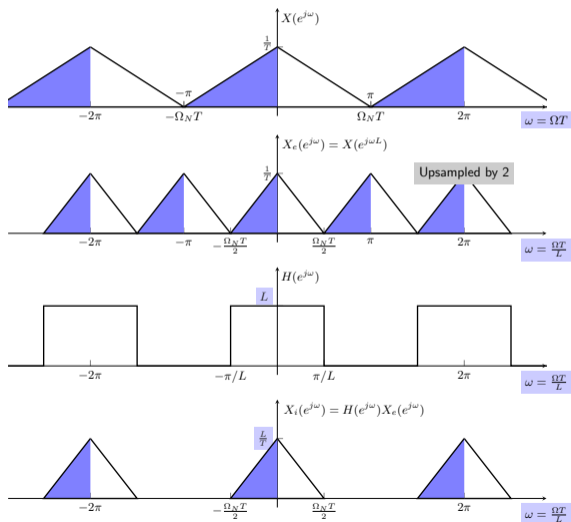 X(e^{jω})
1/T
−π π
−2π −Ω_N T Ω_N T 2π
ω = ΩT
X_e(e^{jω}) = X(e^{jωL})
Upsampled by 2
1/T
−2π −π −Ω_N T/2 Ω_N T/2 π 2π
ω = ΩT/L
H(e^{jω})
L
−2π −π/L π/L 2π
ω = ΩT/L
X_i(e^{jω}) = H(e^{jω})X_e(e^{jω})
L/T
−2π −Ω_N T/2 Ω_N T/2 2π
ω = ΩT/L